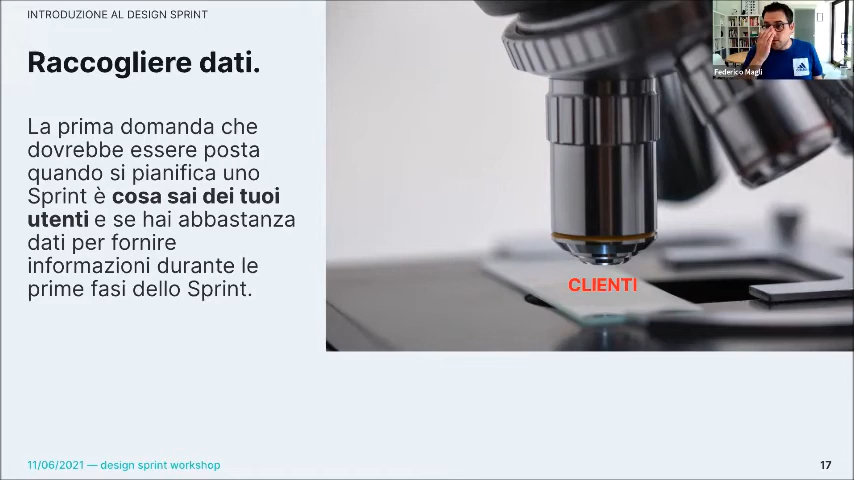 INTRODUZIONE AL DESIGN SPRINT
Raccogliere dati.
La prima domanda che
dovrebbe essere posta
quando si pianifica uno
Sprint è cosa sai dei tuoi
utenti e se hai abbastanza
dati per fornire
informazioni durante le
prime fasi dello Sprint.
CLIENTI
Federico Magli
11/06/2021 — design sprint workshop
17